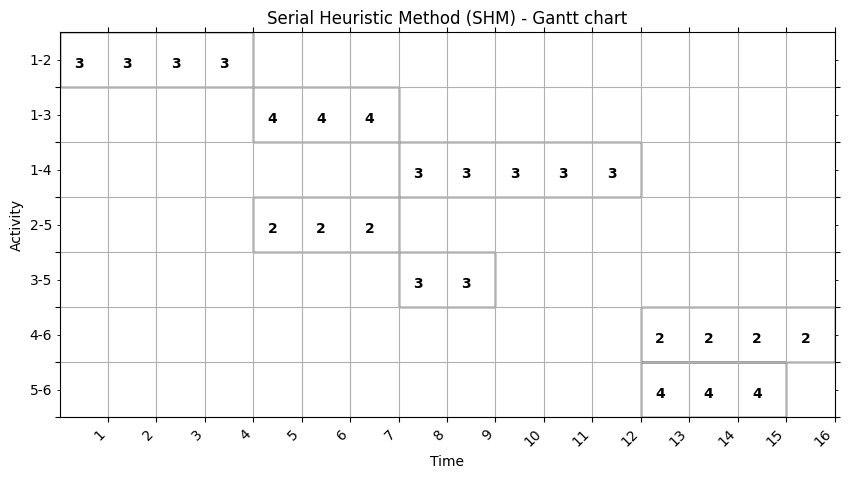 Serial Heuristic Method (SHM) - Gantt chart
Activity
1-2 3 3 3 3
1-3 4 4 4
1-4 3 3 3 3 3
2-5 2 2 2
3-5 3 3
4-6 2 2 2 2
5-6 4 4 4
1 2 3 4 5 6 7 8 9 10 11 12 13 14 15 16
Time